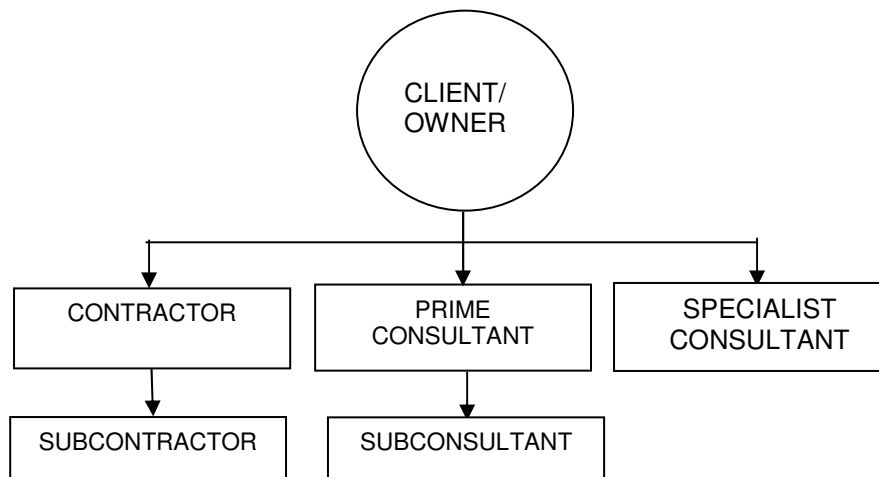 CLIENT/
OWNER
CONTRACTOR
PRIME
CONSULTANT
SPECIALIST
CONSULTANT
SUBCONTRACTOR
SUBCONSULTANT